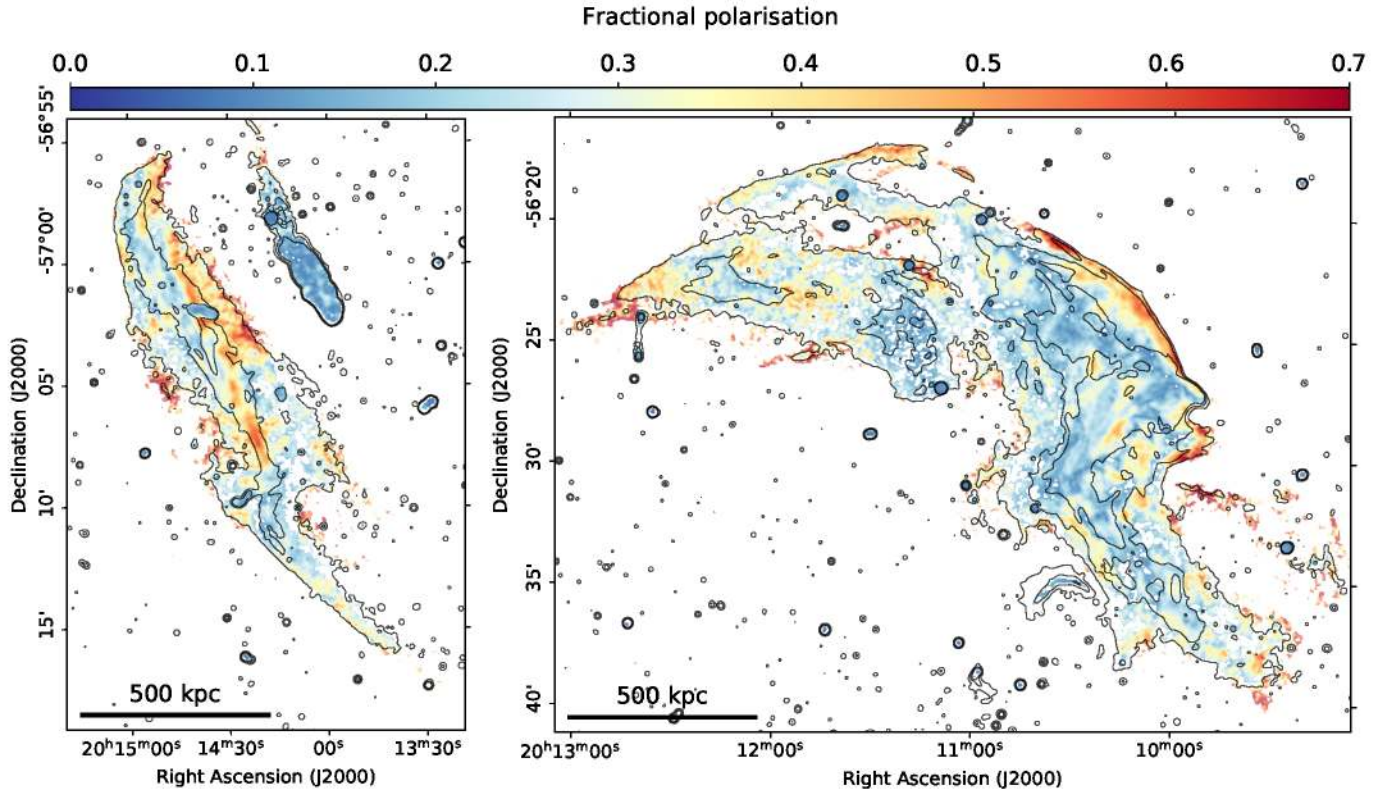 Fractional polarisation
0.0 0.1 0.2 0.3 0.4 0.5 0.6 0.7
-56°55'
-57°00'
05'
10'
15'
Declination (J2000)
500 kpc
20ʰ15ᵐ00ˢ 14ᵐ30ˢ 00ˢ 13ᵐ30ˢ
Right Ascension (J2000)
-56°20'
25'
30'
35'
40'
Declination (J2000)
500 kpc
20ʰ13ᵐ00ˢ 12ᵐ00ˢ 11ᵐ00ˢ 10ᵐ00ˢ
Right Ascension (J2000)